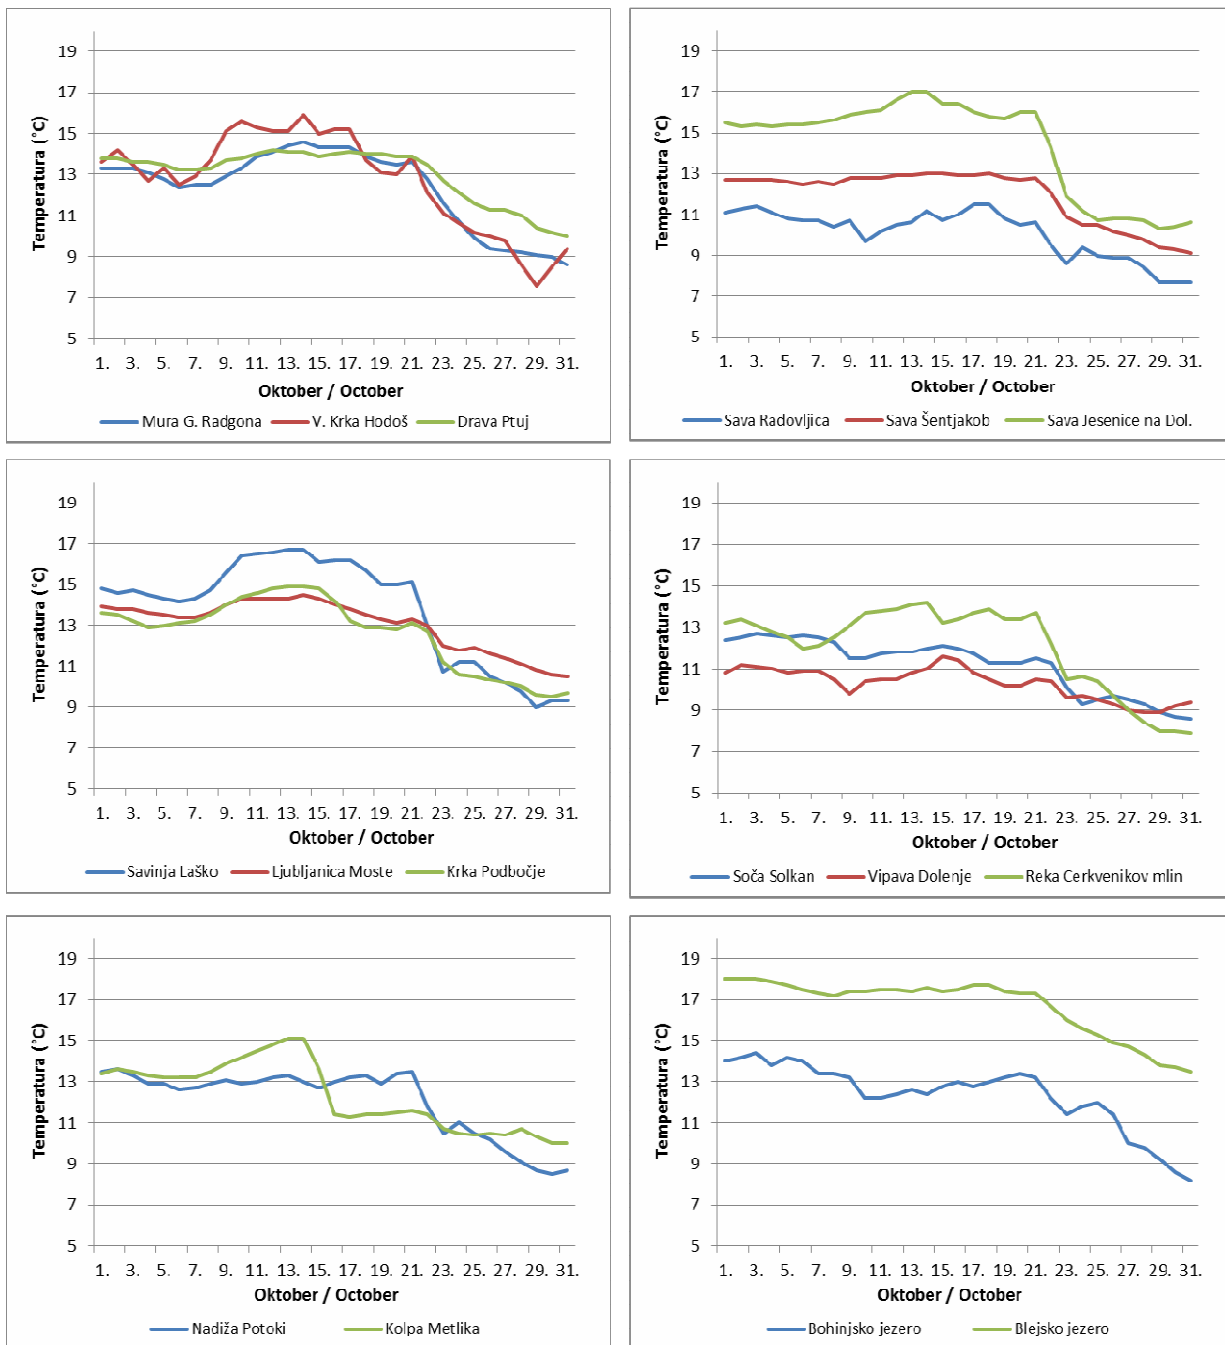 Temperatura (°C)
19
17
15
13
11
9
7
5
1. 3. 5. 7. 9. 11. 13. 15. 17. 19. 21. 23. 25. 27. 29. 31.
Oktober / October
Mura G. Radgona V. Krka Hodoš Drava Ptuj
Temperatura (°C)
19
17
15
13
11
9
7
5
1. 3. 5. 7. 9. 11. 13. 15. 17. 19. 21. 23. 25. 27. 29. 31.
Oktober / October
Sava Radovljica Sava Šentjakob Sava Jesenice na Dol.
Temperatura (°C)
19
17
15
13
11
9
7
5
1. 3. 5. 7. 9. 11. 13. 15. 17. 19. 21. 23. 25. 27. 29. 31.
Oktober / October
Savinja Laško Ljubljanica Moste Krka Podbočje
Temperatura (°C)
19
17
15
13
11
9
7
5
1. 3. 5. 7. 9. 11. 13. 15. 17. 19. 21. 23. 25. 27. 29. 31.
Oktober / October
Soča Solkan Vipava Dolenje Reka Cerkvenikov mlin
Temperatura (°C)
19
17
15
13
11
9
7
5
1. 3. 5. 7. 9. 11. 13. 15. 17. 19. 21. 23. 25. 27. 29. 31.
Oktober / October
Nadiža Potoki Kolpa Metlika
Temperatura (°C)
19
17
15
13
11
9
7
5
1. 3. 5. 7. 9. 11. 13. 15. 17. 19. 21. 23. 25. 27. 29. 31.
Oktober / October
Bohinjsko jezero Blejsko jezero